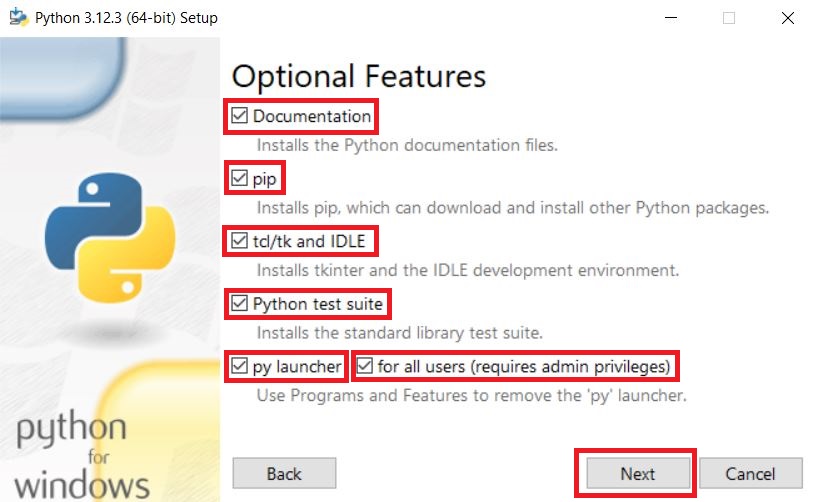 Python 3.12.3 (64-bit) Setup
Optional Features
Documentation
Installs the Python documentation files.
pip
Installs pip, which can download and install other Python packages.
tcl/tk and IDLE
Installs tkinter and the IDLE development environment.
Python test suite
Installs the standard library test suite.
py launcher for all users (requires admin privileges)
Use Programs and Features to remove the 'py' launcher.
python
for
windows
Back Next Cancel